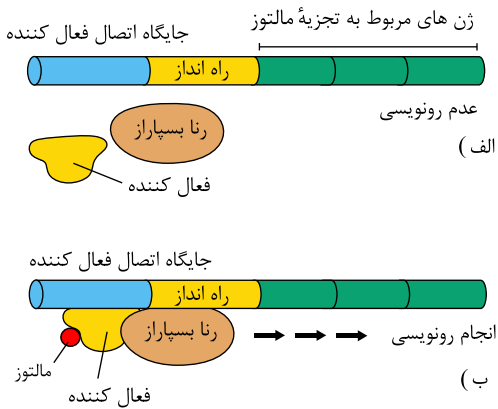 ژن های مربوط به تجزیهٔ مالتوز
جایگاه اتصال فعال کننده
راه انداز
عدم رونویسی
رنا بسپاراز
الف )
فعال کننده
جایگاه اتصال فعال کننده
راه انداز
انجام رونویسی
رنا بسپاراز
مالتوز
ب )
فعال کننده